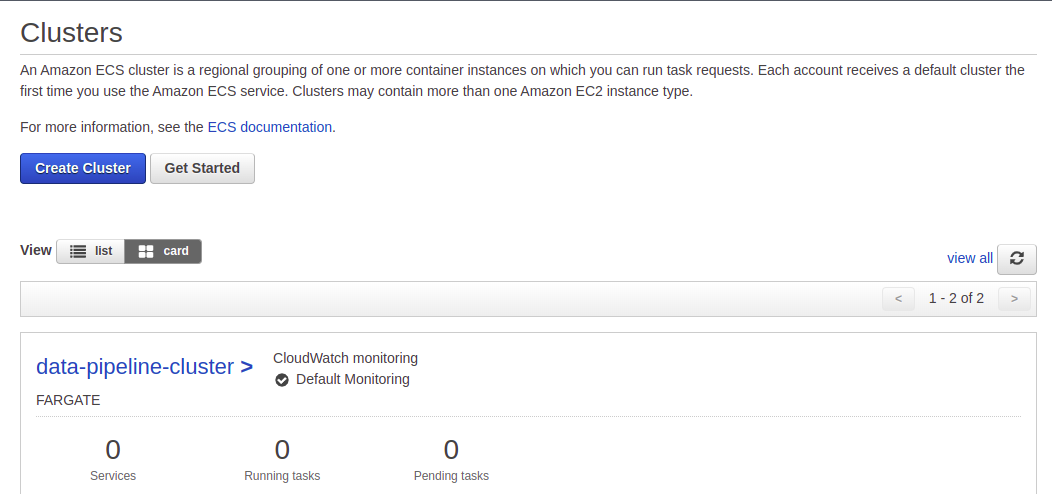 Clusters
An Amazon ECS cluster is a regional grouping of one or more container instances on which you can run task requests. Each account receives a default cluster the
first time you use the Amazon ECS service. Clusters may contain more than one Amazon EC2 instance type.
For more information, see the ECS documentation.
Create Cluster Get Started
View list card
view all
< 1 - 2 of 2 >
data-pipeline-cluster > CloudWatch monitoring
Default Monitoring
FARGATE
0 0 0
Services Running tasks Pending tasks